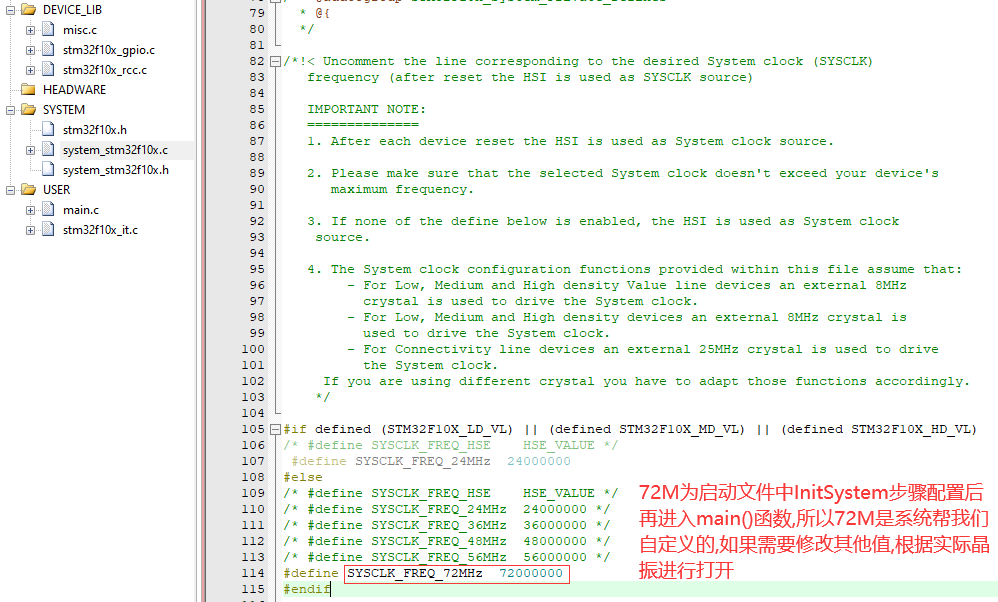 DEVICE_LIB
misc.c
stm32f10x_gpio.c
stm32f10x_rcc.c
HEADWARE
SYSTEM
stm32f10x.h
system_stm32f10x.c
system_stm32f10x.h
USER
main.c
stm32f10x_it.c
79 * @{
80 */
81
82 /*!< Uncomment the line corresponding to the desired System clock (SYSCLK)
83 frequency (after reset the HSI is used as SYSCLK source)
84
85 IMPORTANT NOTE:
86 ==============
87 1. After each device reset the HSI is used as System clock source.
88
89 2. Please make sure that the selected System clock doesn't exceed your device's
90 maximum frequency.
91
92 3. If none of the define below is enabled, the HSI is used as System clock
93 source.
94
95 4. The System clock configuration functions provided within this file assume that:
96 - For Low, Medium and High density Value line devices an external 8MHz
97 crystal is used to drive the System clock.
98 - For Low, Medium and High density devices an external 8MHz crystal is
99 used to drive the System clock.
100 - For Connectivity line devices an external 25MHz crystal is used to drive
101 the System clock.
102 If you are using different crystal you have to adapt those functions accordingly.
103 */
104
105 #if defined (STM32F10X_LD_VL) || (defined STM32F10X_MD_VL) || (defined STM32F10X_HD_VL)
106 /* #define SYSCLK_FREQ_HSE HSE_VALUE */
107 #define SYSCLK_FREQ_24MHz 24000000
108 #else
109 /* #define SYSCLK_FREQ_HSE HSE_VALUE */
110 /* #define SYSCLK_FREQ_24MHz 24000000 */
111 /* #define SYSCLK_FREQ_36MHz 36000000 */
112 /* #define SYSCLK_FREQ_48MHz 48000000 */
113 /* #define SYSCLK_FREQ_56MHz 56000000 */
114 #define SYSCLK_FREQ_72MHz 72000000
115 #endif
72M为启动文件中InitSystem步骤配置后
再进入main()函数,所以72M是系统帮我们
自定义的,如果需要修改其他值,根据实际晶
振进行打开